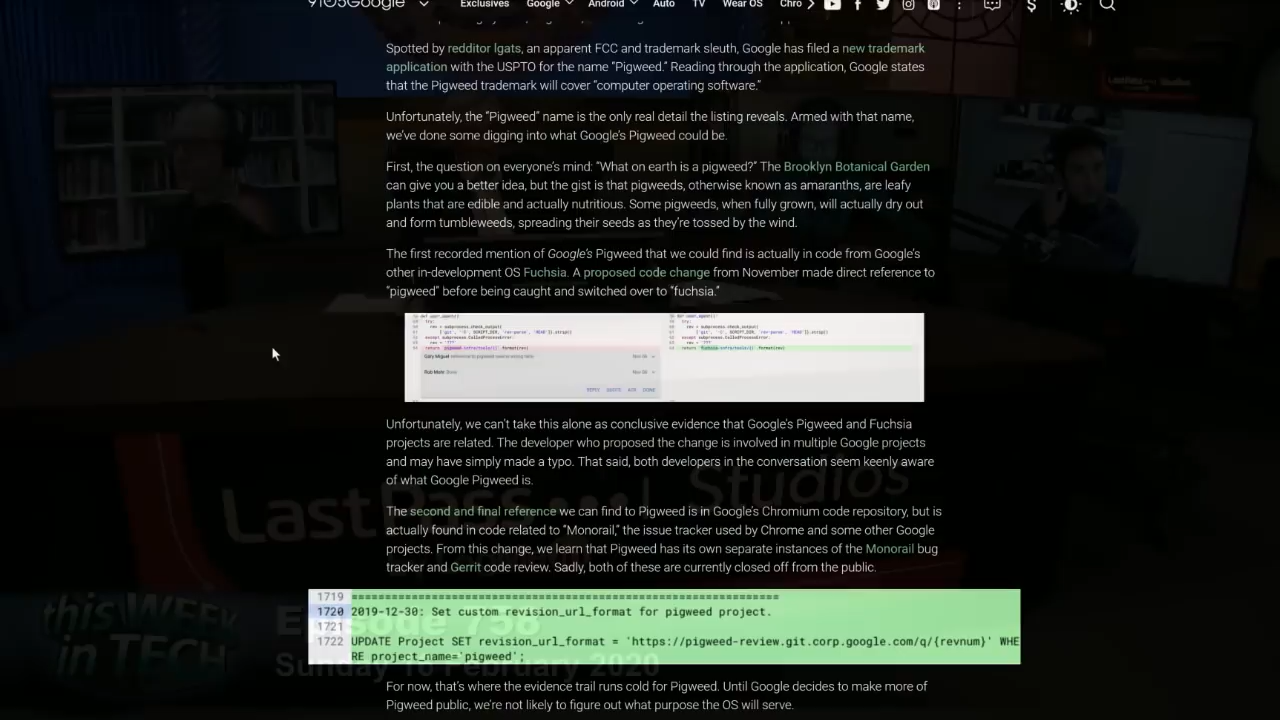 9TO5Google
Exclusives Google Android Auto TV Wear OS Chro
Spotted by redditor lgats, an apparent FCC and trademark sleuth, Google has filed a new trademark
application with the USPTO for the name “Pigweed.” Reading through the application, Google states
that the Pigweed trademark will cover “computer operating software.”
Unfortunately, the “Pigweed” name is the only real detail the listing reveals. Armed with that name,
we’ve done some digging into what Google’s Pigweed could be.
First, the question on everyone’s mind: “What on earth is a pigweed?” The Brooklyn Botanical Garden
can give you a better idea, but the gist is that pigweeds, otherwise known as amaranths, are leafy
plants that are edible and actually nutritious. Some pigweeds, when fully grown, will actually dry out
and form tumbleweeds, spreading their seeds as they’re tossed by the wind.
The first recorded mention of Google’s Pigweed that we could find is actually in code from Google’s
other in-development OS Fuchsia. A proposed code change from November made direct reference to
“pigweed” before being caught and switched over to “fuchsia.”
Unfortunately, we can’t take this alone as conclusive evidence that Google’s Pigweed and Fuchsia
projects are related. The developer who proposed the change is involved in multiple Google projects
and may have simply made a typo. That said, both developers in the conversation seem keenly aware
of what Google Pigweed is.
The second and final reference we can find to Pigweed is in Google’s Chromium code repository, but is
actually found in code related to “Monorail,” the issue tracker used by Chrome and some other Google
projects. From this change, we learn that Pigweed has its own separate instances of the Monorail bug
tracker and Gerrit code review. Sadly, both of these are currently closed off from the public.
1719 ================================================================
1720 2019-12-30: Set custom revision_url_format for pigweed project.
1721
1722 UPDATE Project SET revision_url_format = 'https://pigweed-review.git.corp.google.com/q/{revnum}' WHE
RE project_name='pigweed';
For now, that’s where the evidence trail runs cold for Pigweed. Until Google decides to make more of
Pigweed public, we’re not likely to figure out what purpose the OS will serve.
LastPass Studios
this WEEK
in TECH
Episode 758
Sunday 16 February 2020